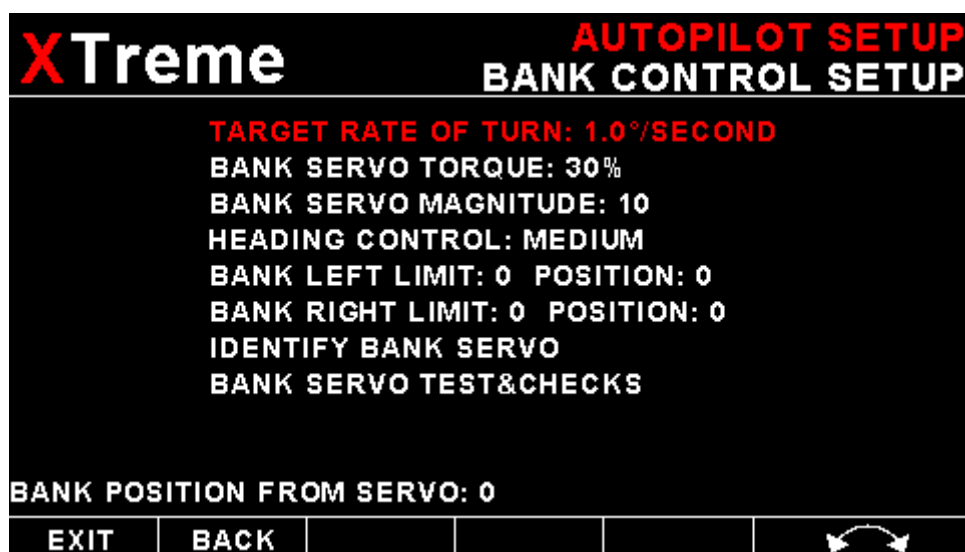 XTreme
AUTOPILOT SETUP
BANK CONTROL SETUP
TARGET RATE OF TURN: 1.0°/SECOND
BANK SERVO TORQUE: 30%
BANK SERVO MAGNITUDE: 10
HEADING CONTROL: MEDIUM
BANK LEFT LIMIT: 0 POSITION: 0
BANK RIGHT LIMIT: 0 POSITION: 0
IDENTIFY BANK SERVO
BANK SERVO TEST&CHECKS
BANK POSITION FROM SERVO: 0
EXIT BACK